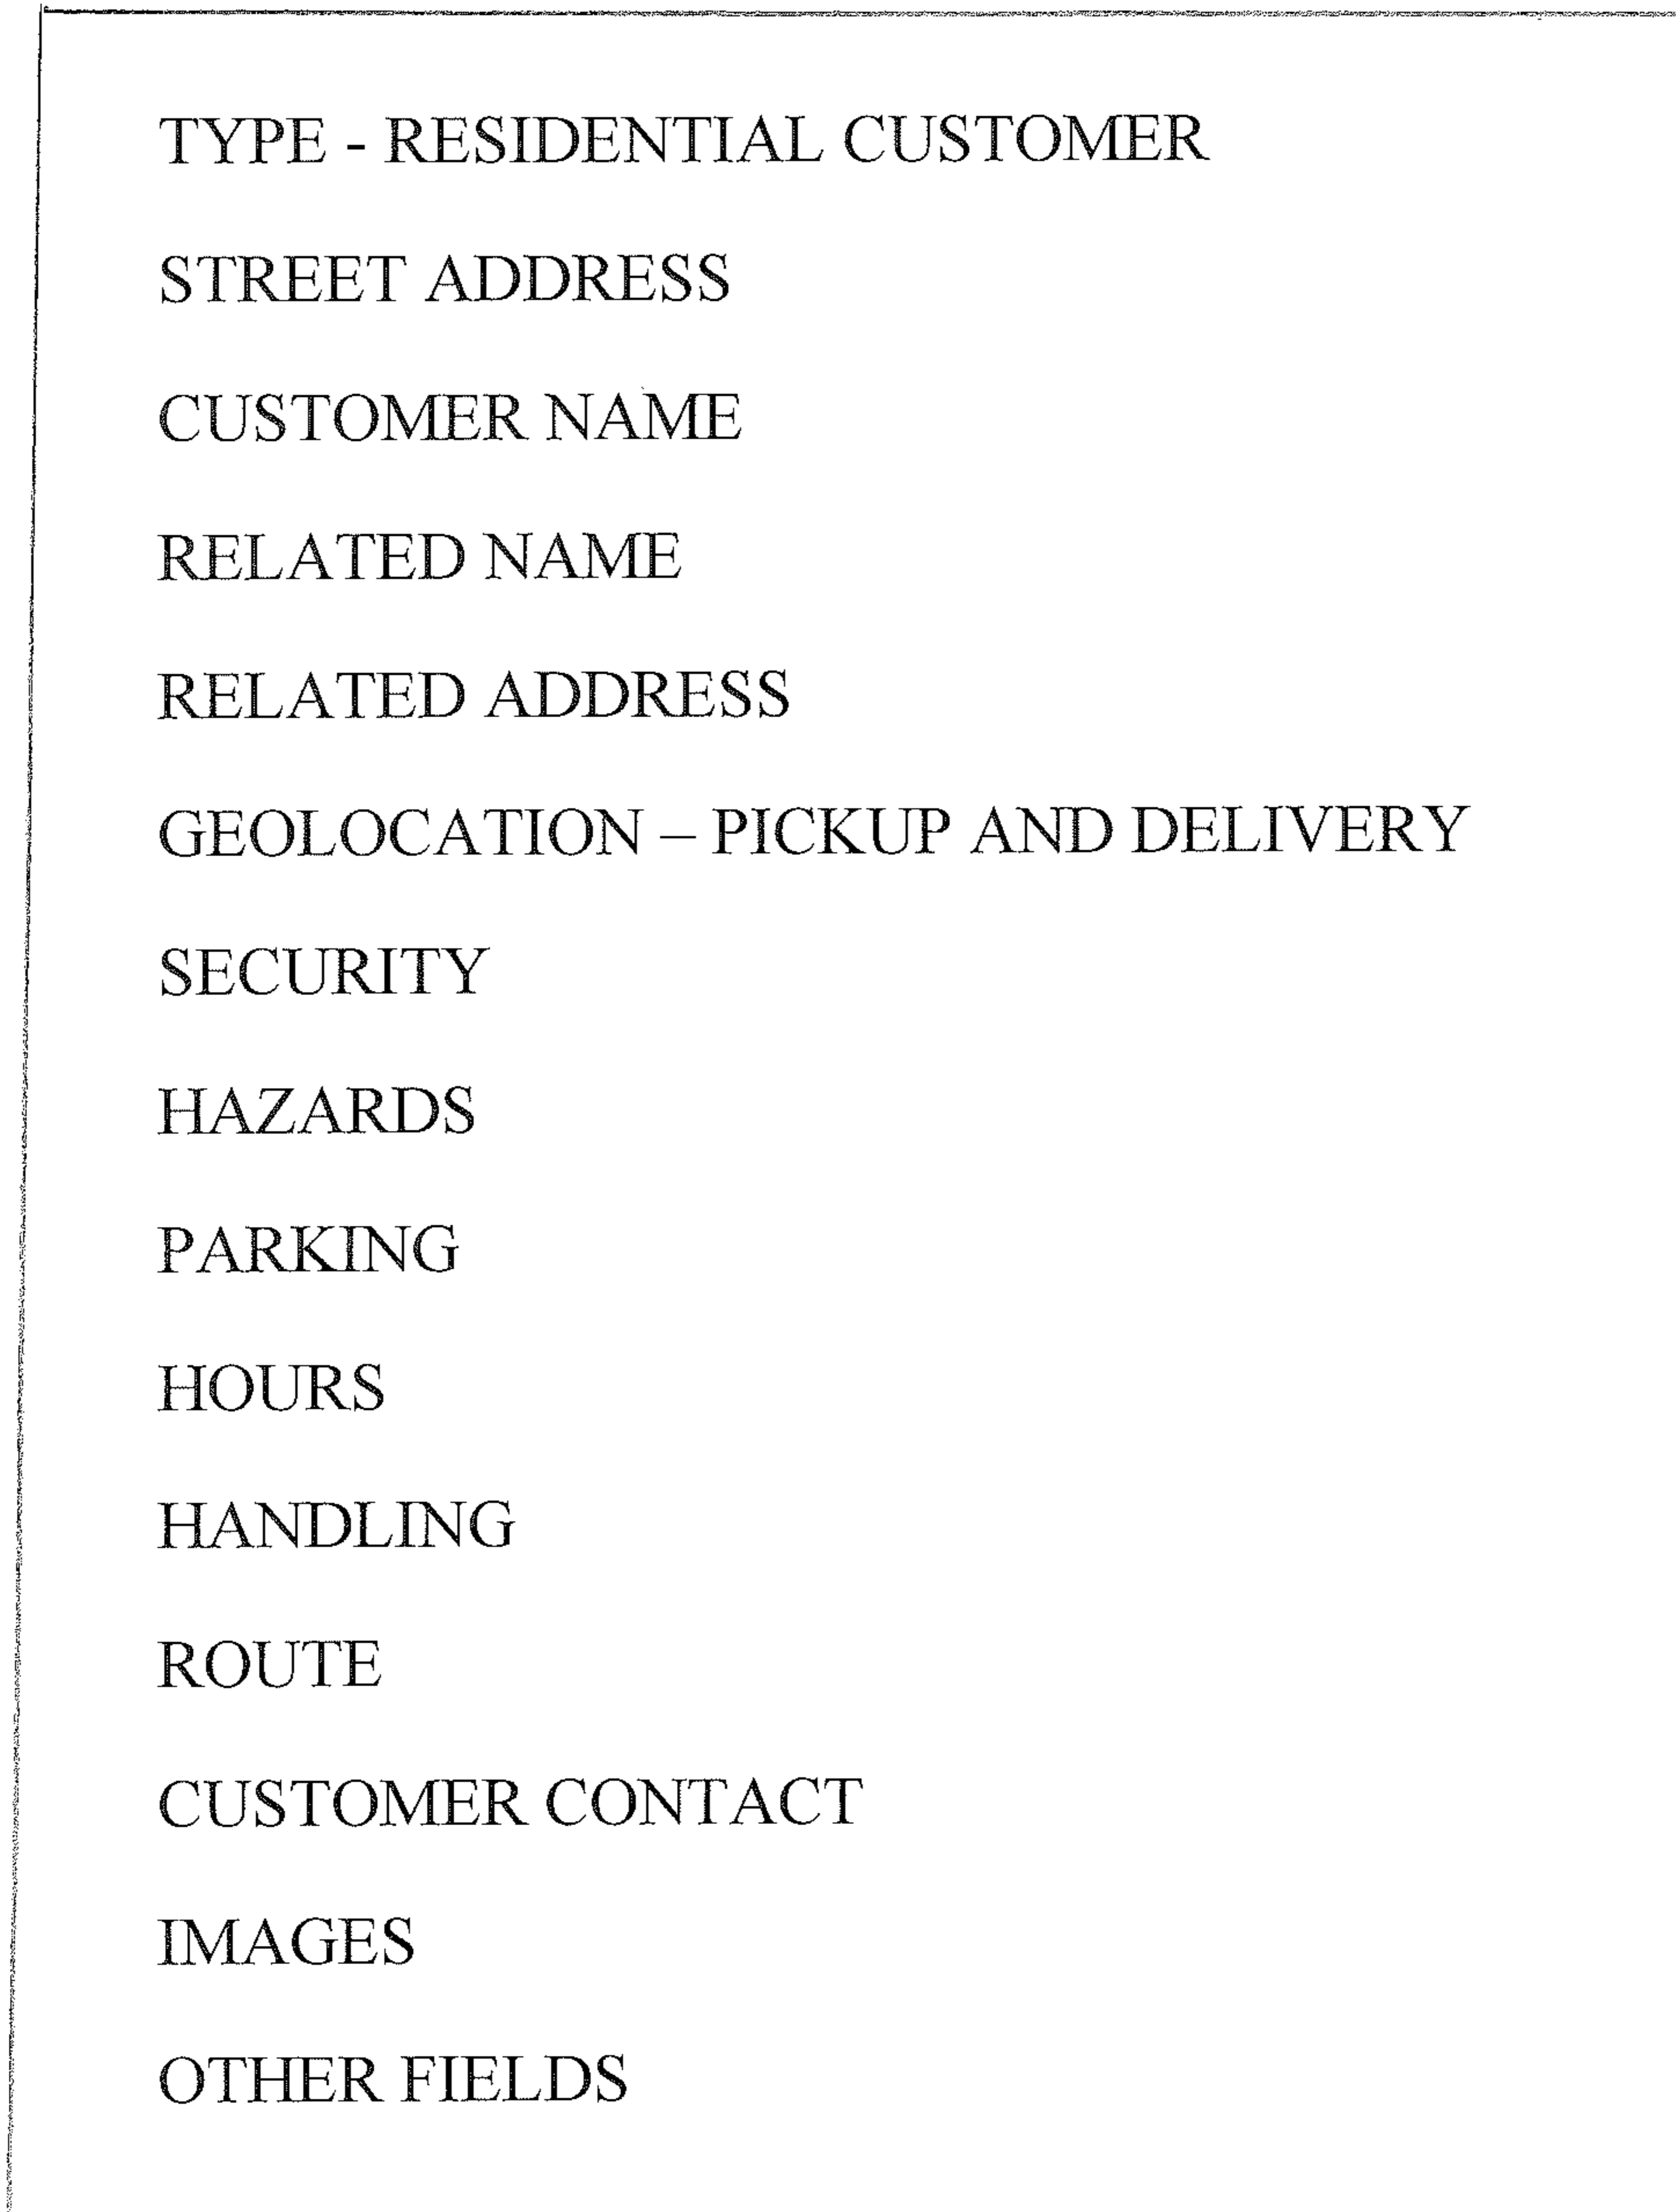 TYPE - RESIDENTIAL CUSTOMER
STREET ADDRESS
CUSTOMER NAME
RELATED NAME
RELATED ADDRESS
GEOLOCATION – PICKUP AND DELIVERY
SECURITY
HAZARDS
PARKING
HOURS
HANDLING
ROUTE
CUSTOMER CONTACT
IMAGES
OTHER FIELDS